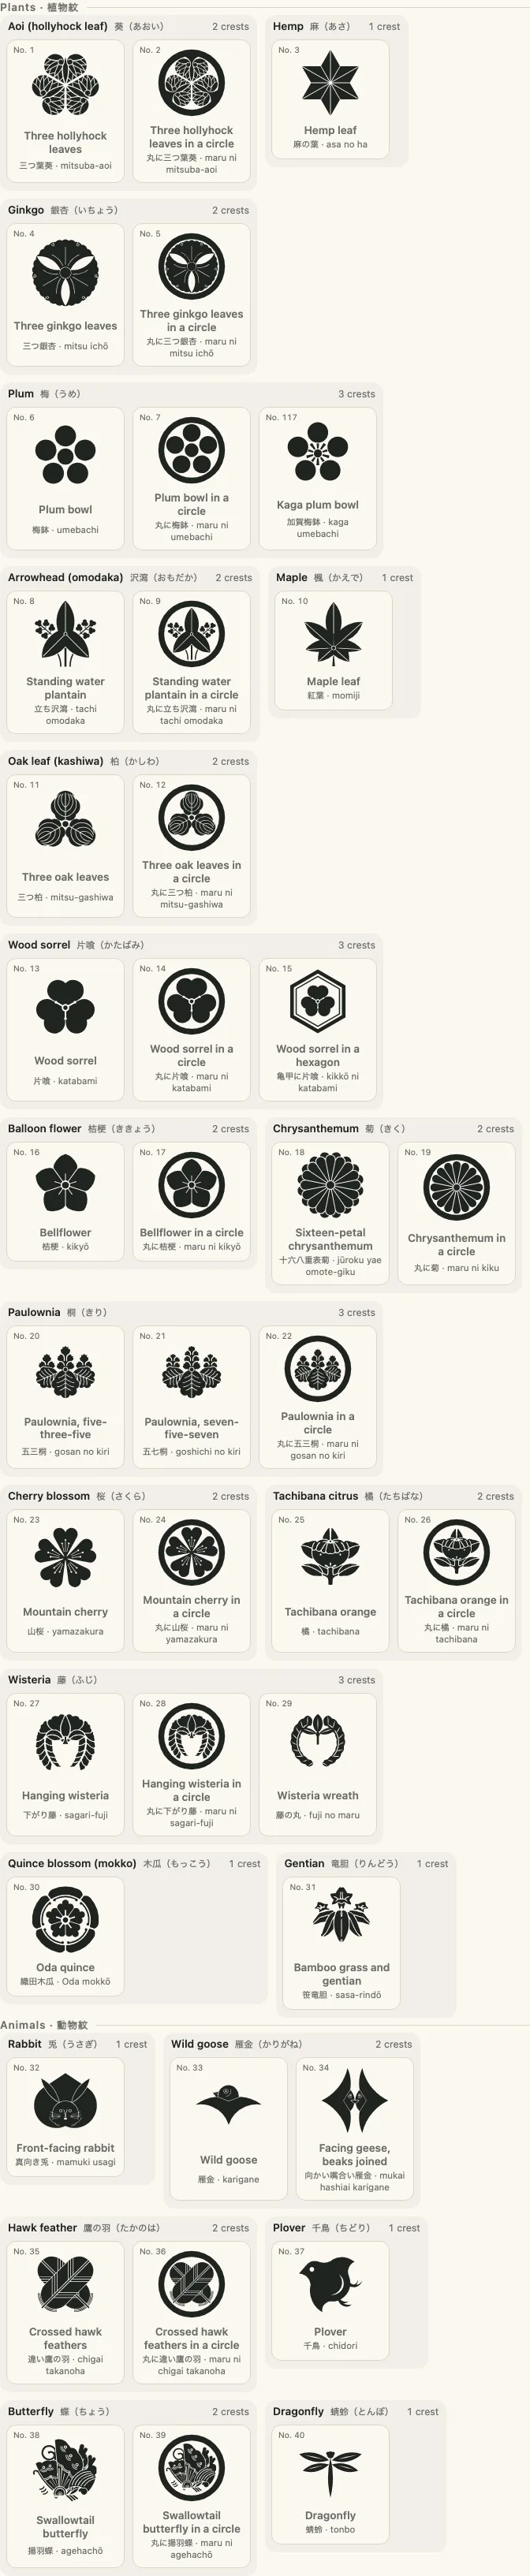 Plants · 植物紋
Aoi (hollyhock leaf) 葵（あおい） 2 crests
No. 1
Three hollyhock
leaves
三つ葉葵 · mitsuba-aoi
No. 2
Three hollyhock
leaves in a circle
丸に三つ葉葵 · maru ni
mitsuba-aoi
Hemp 麻（あさ） 1 crest
No. 3
Hemp leaf
麻の葉 · asa no ha
Ginkgo 銀杏（いちょう） 2 crests
No. 4
Three ginkgo leaves
三つ銀杏 · mitsu ichō
No. 5
Three ginkgo leaves
in a circle
丸に三つ銀杏 · maru ni
mitsu ichō
Plum 梅（うめ） 3 crests
No. 6
Plum bowl
梅鉢 · umebachi
No. 7
Plum bowl in a
circle
丸に梅鉢 · maru ni
umebachi
No. 117
Kaga plum bowl
加賀梅鉢 · kaga
umebachi
Arrowhead (omodaka) 沢瀉（おもだか） 2 crests
No. 8
Standing water
plantain
立ち沢瀉 · tachi
omodaka
No. 9
Standing water
plantain in a circle
丸に立ち沢瀉 · maru ni
tachi omodaka
Maple 楓（かえで） 1 crest
No. 10
Maple leaf
紅葉 · momiji
Oak leaf (kashiwa) 柏（かしわ） 2 crests
No. 11
Three oak leaves
三つ柏 · mitsu-gashiwa
No. 12
Three oak leaves in
a circle
丸に三つ柏 · maru ni
mitsu-gashiwa
Wood sorrel 片喰（かたばみ） 3 crests
No. 13
Wood sorrel
片喰 · katabami
No. 14
Wood sorrel in a
circle
丸に片喰 · maru ni
katabami
No. 15
Wood sorrel in a
hexagon
亀甲に片喰 · kikkō ni
katabami
Balloon flower 桔梗（ききょう） 2 crests
No. 16
Bellflower
桔梗 · kikyō
No. 17
Bellflower in a circle
丸に桔梗 · maru ni kikyō
Chrysanthemum 菊（きく） 2 crests
No. 18
Sixteen-petal
chrysanthemum
十六八重表菊 · jūroku yae
omote-giku
No. 19
Chrysanthemum in
a circle
丸に菊 · maru ni kiku
Paulownia 桐（きり） 3 crests
No. 20
Paulownia, five-
three-five
五三桐 · gosan no kiri
No. 21
Paulownia, seven-
five-seven
五七桐 · goshichi no kiri
No. 22
Paulownia in a
circle
丸に五三桐 · maru ni
gosan no kiri
Cherry blossom 桜（さくら） 2 crests
No. 23
Mountain cherry
山桜 · yamazakura
No. 24
Mountain cherry in
a circle
丸に山桜 · maru ni
yamazakura
Tachibana citrus 橘（たちばな） 2 crests
No. 25
Tachibana orange
橘 · tachibana
No. 26
Tachibana orange in
a circle
丸に橘 · maru ni
tachibana
Wisteria 藤（ふじ） 3 crests
No. 27
Hanging wisteria
下がり藤 · sagari-fuji
No. 28
Hanging wisteria in
a circle
丸に下がり藤 · maru ni
sagari-fuji
No. 29
Wisteria wreath
藤の丸 · fuji no maru
Quince blossom (mokko) 木瓜（もっこう） 1 crest
No. 30
Oda quince
織田木瓜 · Oda mokkō
Gentian 竜胆（りんどう） 1 crest
No. 31
Bamboo grass and
gentian
笹竜胆 · sasa-rindō
Animals · 動物紋
Rabbit 兎（うさぎ） 1 crest
No. 32
Front-facing rabbit
真向き兎 · mamuki usagi
Wild goose 雁金（かりがね） 2 crests
No. 33
Wild goose
雁金 · karigane
No. 34
Facing geese,
beaks joined
向かい嘴合い雁金 · mukai
hashiai karigane
Hawk feather 鷹の羽（たかのは） 2 crests
No. 35
Crossed hawk
feathers
違い鷹の羽 · chigai
takanoha
No. 36
Crossed hawk
feathers in a circle
丸に違い鷹の羽 · maru ni
chigai takanoha
Plover 千鳥（ちどり） 1 crest
No. 37
Plover
千鳥 · chidori
Butterfly 蝶（ちょう） 2 crests
No. 38
Swallowtail
butterfly
揚羽蝶 · agehachō
No. 39
Swallowtail
butterfly in a circle
丸に揚羽蝶 · maru ni
agehachō
Dragonfly 蜻蛉（とんぼ） 1 crest
No. 40
Dragonfly
蜻蛉 · tonbo